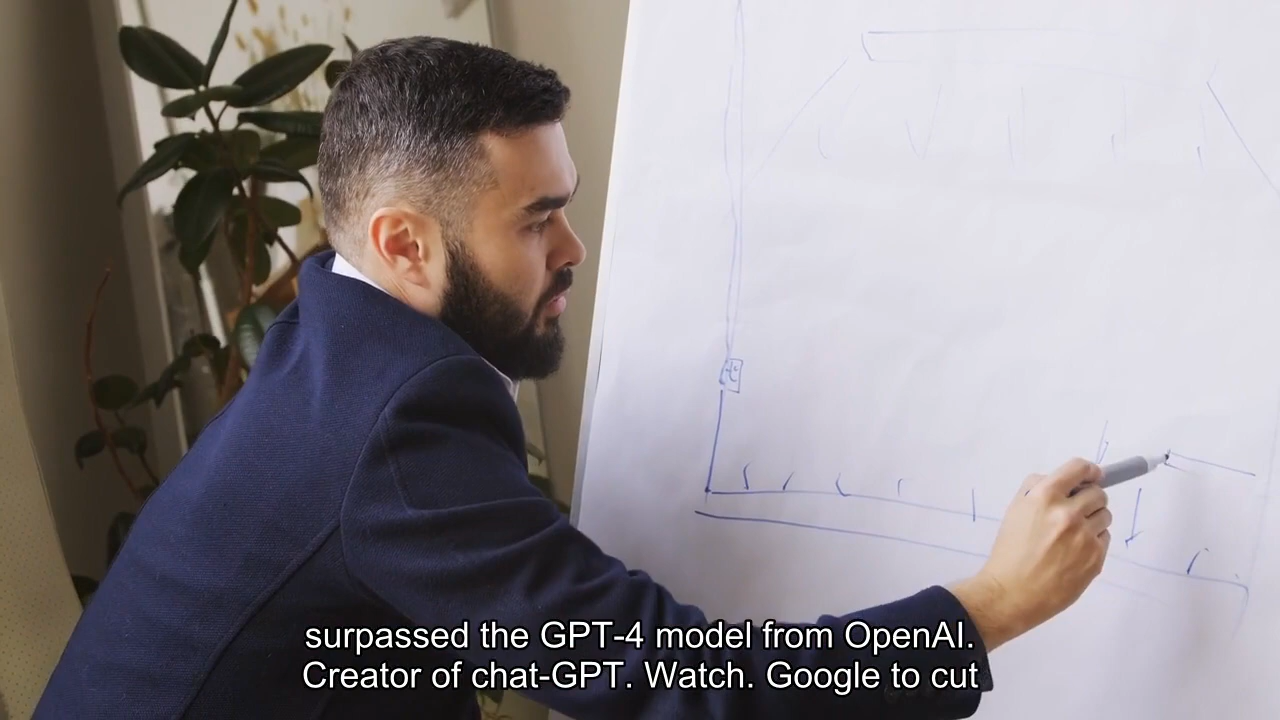 surpassed the GPT-4 model from OpenAI.
Creator of chat-GPT. Watch. Google to cut